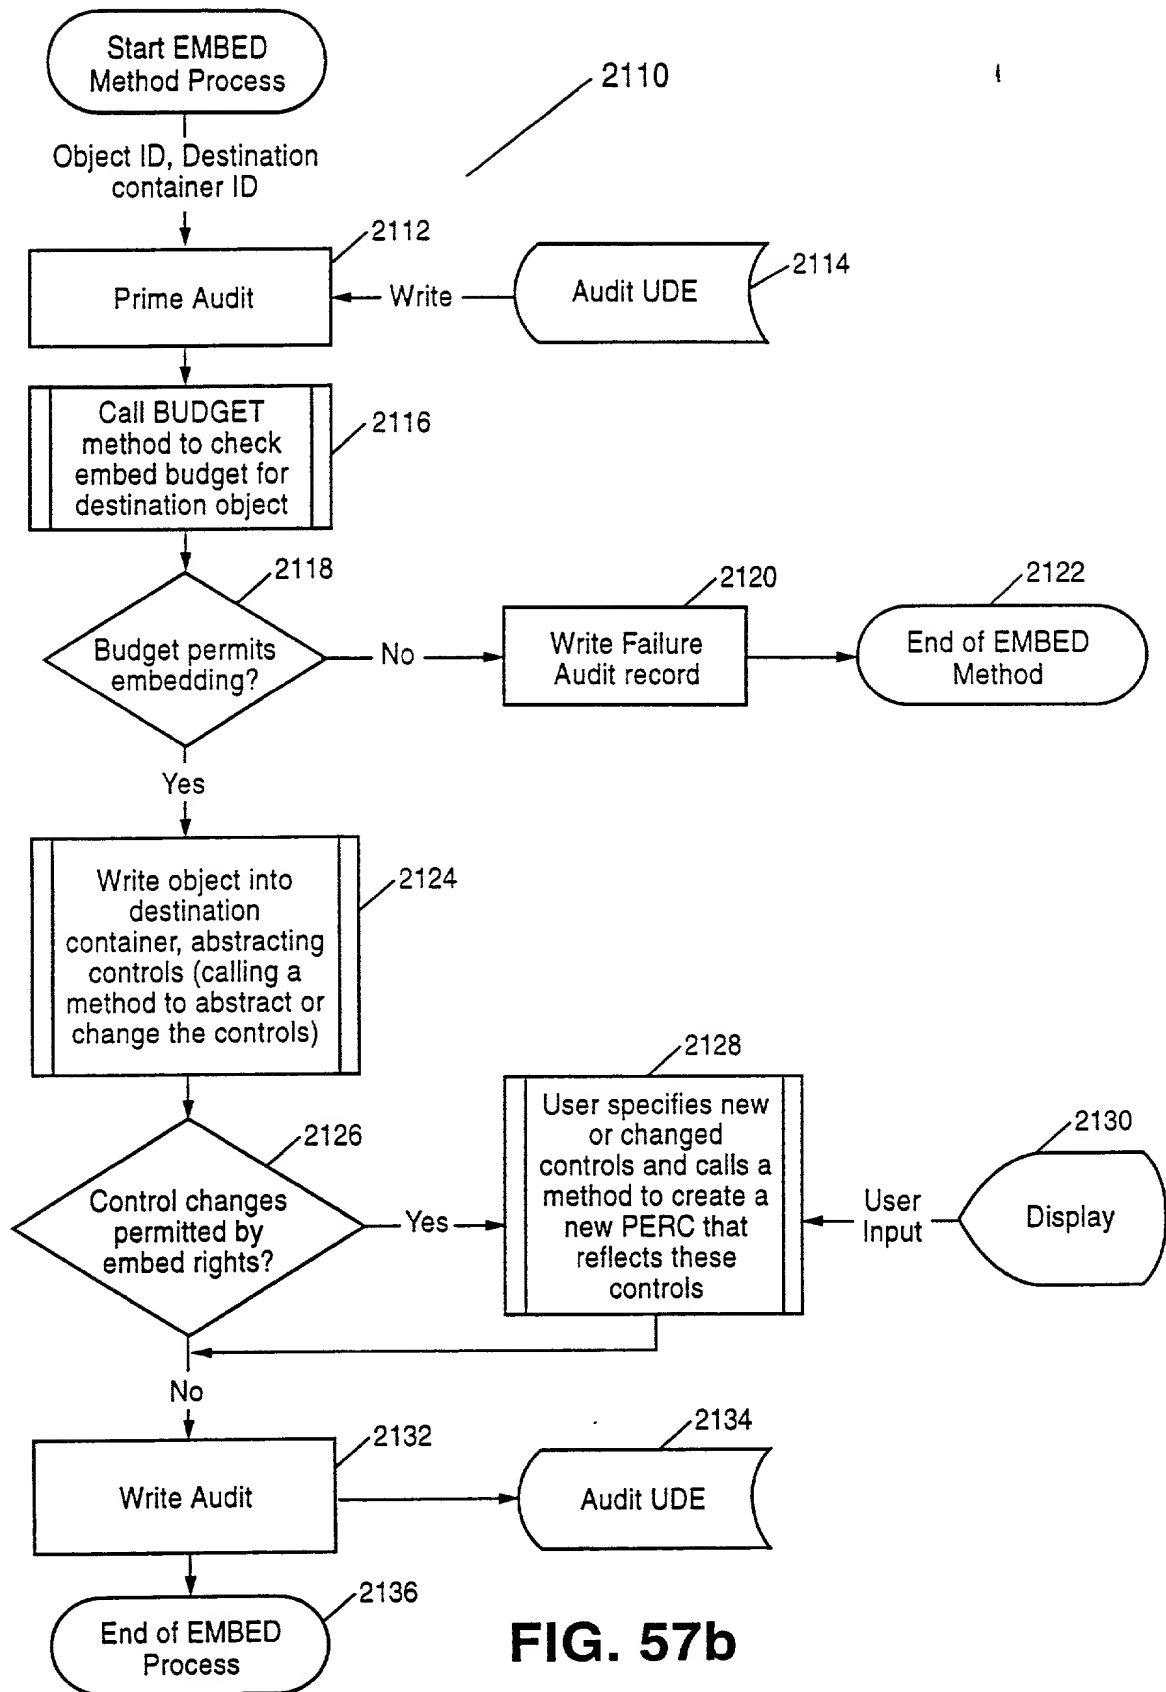 Start EMBED
Method Process
2110
Object ID, Destination
container ID
2112
Prime Audit
Write
Audit UDE
2114
Call BUDGET
method to check
embed budget for
destination object
2116
2118
Budget permits
embedding?
No
2120
Write Failure
Audit record
2122
End of EMBED
Method
Yes
Write object into
destination
container, abstracting
controls (calling a
method to abstract or
change the controls)
2124
2126
Control changes
permitted by
embed rights?
Yes
2128
User specifies new
or changed
controls and calls a
method to create a
new PERC that
reflects these
controls
User
Input
2130
Display
No
2132
Write Audit
2134
Audit UDE
2136
End of EMBED
Process
FIG. 57b